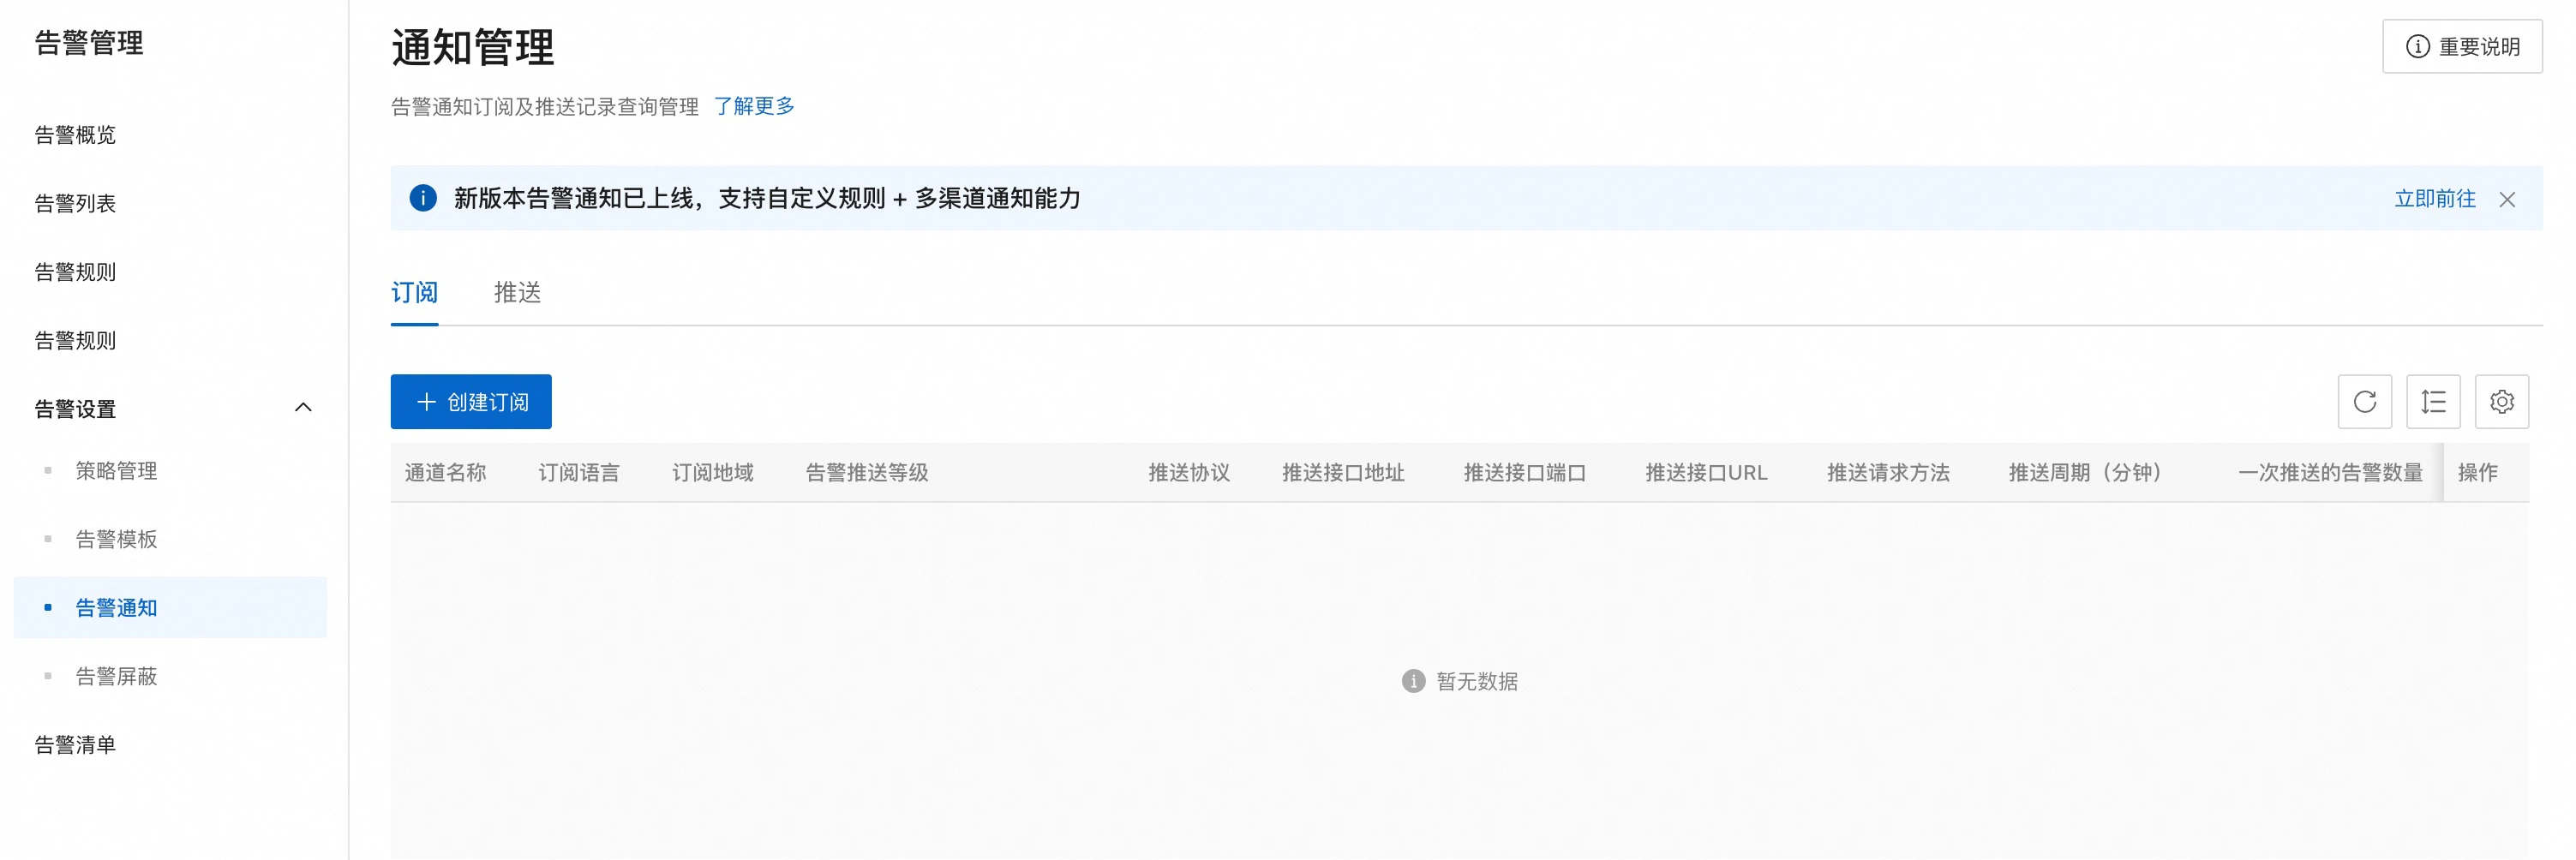 告警管理
告警概览
告警列表
告警规则
告警规则
告警设置
策略管理
告警模板
告警通知
告警屏蔽
告警清单
通知管理
重要说明
告警通知订阅及推送记录查询管理 了解更多
新版本告警通知已上线，支持自定义规则 + 多渠道通知能力 立即前往
订阅 推送
创建订阅
通道名称 订阅语言 订阅地域 告警推送等级 推送协议 推送接口地址 推送接口端口 推送接口URL 推送请求方法 推送周期（分钟） 一次推送的告警数量 操作
暂无数据